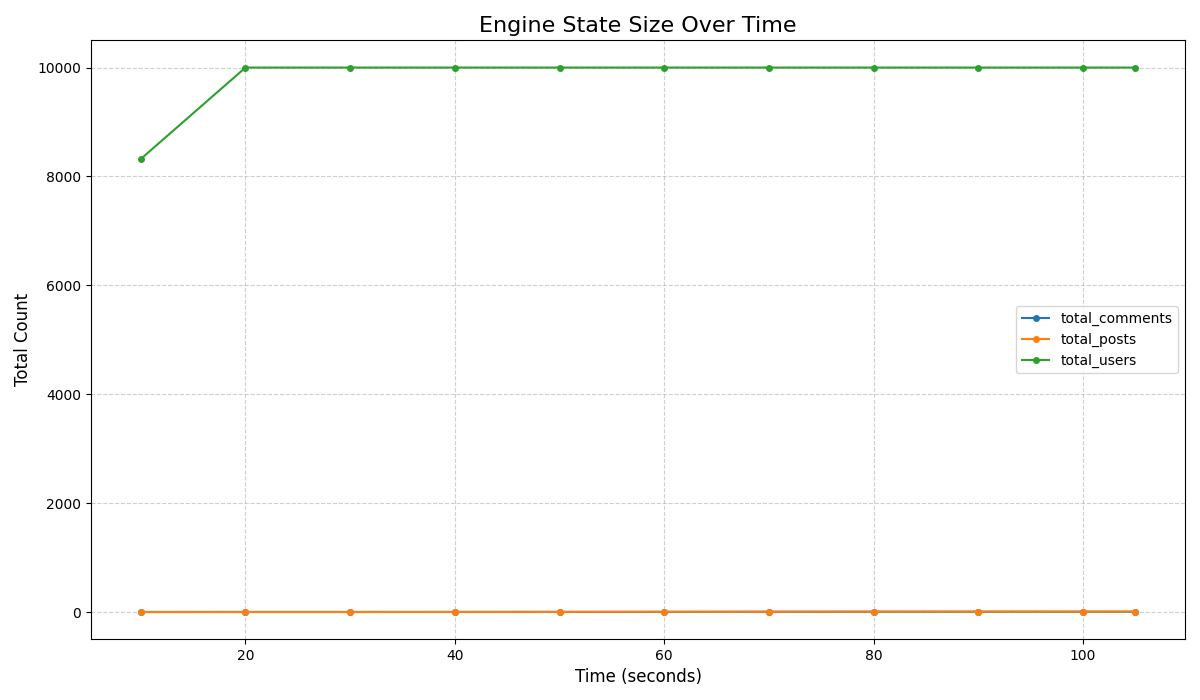 Engine State Size Over Time
Total Count
10000
8000
6000
4000
2000
0
total_comments
total_posts
total_users
20 40 60 80 100
Time (seconds)